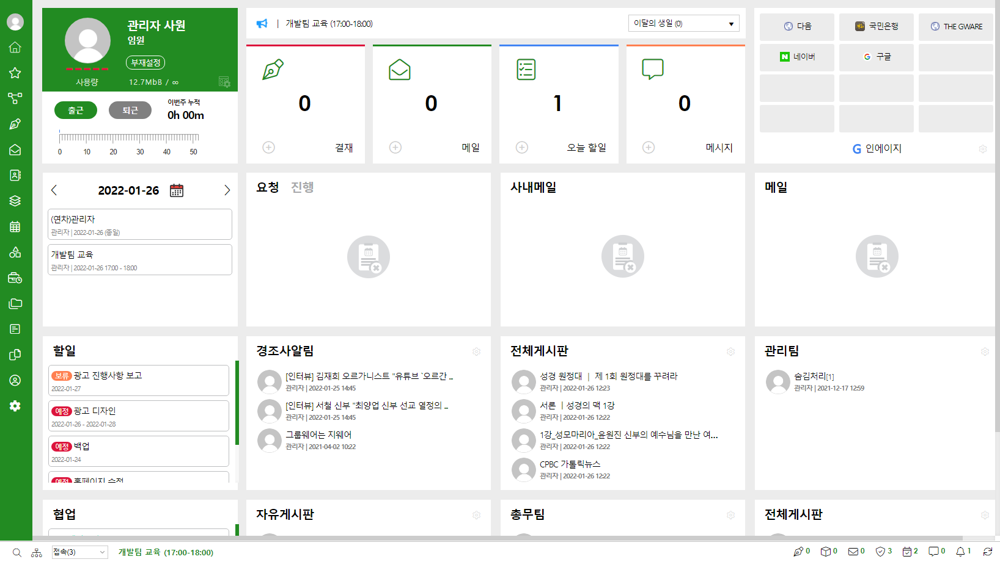 관리자 사원
임원
부재설정
사용량 12.7MbB / ∞
출근 퇴근
이번주 누적
0h 00m
0 10 20 30 40 50
| 개발팀 교육 (17:00-18:00)
이달의 생일 (0)
0
결재
0
메일
1
오늘 할일
0
메시지
다음 국민은행 THE GWARE
네이버 구글
G 인에이지
2022-01-26
(연차)관리자
관리자 | 2022-01-26 (종일)
개발팀 교육
관리자 | 2022-01-26 17:00 - 18:00
요청 진행
사내메일
메일
할일
보류 광고 진행사항 보고
2022-01-27
예정 광고 디자인
2022-01-26 - 2022-01-28
예정 백업
2022-01-24
예정 홈페이지 수정
경조사알림
[인터뷰] 김재희 오르가니스트 "유튜브 `오르간 ...
관리자 | 2022-01-25 14:45
[인터뷰] 서철 신부 "최양업 신부 선교 열정의 ...
관리자 | 2022-01-25 14:45
그룹웨어는 지웨어
관리자 | 2021-04-02 10:22
전체게시판
성경 원정대 ｜ 제 1회 원정대를 꾸려라
관리자 | 2022-01-26 12:23
서론 ㅣ성경의 맥 1강
관리자 | 2022-01-26 12:22
1강_성모마리아_윤원진 신부의 예수님을 만난 여...
관리자 | 2022-01-26 12:22
CPBC 가톨릭뉴스
관리자 | 2022-01-26 12:22
관리팀
숨김처리[1]
관리자 | 2021-12-17 12:59
협업
자유게시판
총무팀
전체게시판
접속(3)
개발팀 교육 (17:00-18:00)
0 0 0 3 2 0 1